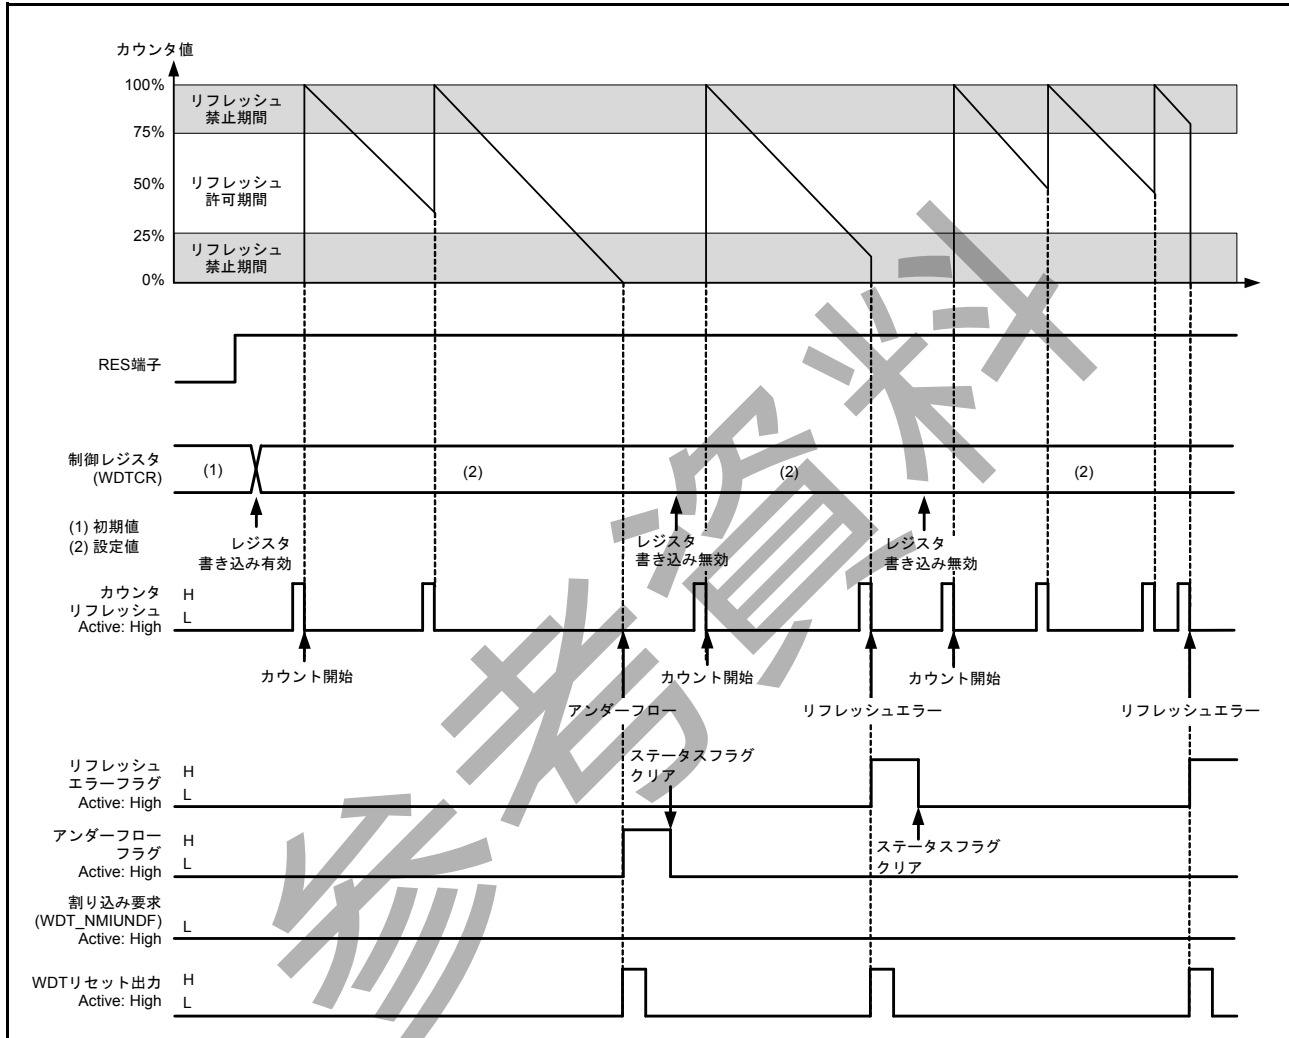 カウンタ値
100%
リフレッシュ
禁止期間
75%
50%
リフレッシュ
許可期間
25%
リフレッシュ
禁止期間
0%
RES端子
制御レジスタ
(WDTCR)
(1)
(2)
(2)
(2)
(1) 初期値
(2) 設定値
レジスタ
書き込み有効
レジスタ
書き込み無効
レジスタ
書き込み無効
カウンタ
リフレッシュ
Active: High
H
L
カウント開始
カウント開始
カウント開始
アンダーフロー
リフレッシュエラー
リフレッシュエラー
リフレッシュ
エラーフラグ
Active: High
H
L
ステータスフラグ
クリア
アンダーフロー
フラグ
Active: High
H
L
ステータスフラグ
クリア
割り込み要求
(WDT_NMIUNDF)
Active: High
L
WDTリセット出力
Active: High
H
L
参考資料